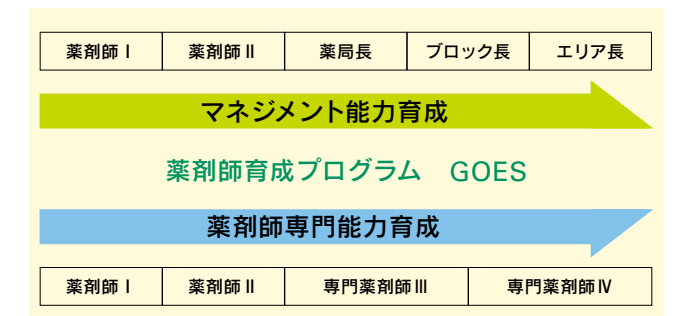 薬剤師Ⅰ 薬剤師Ⅱ 薬局長 ブロック長 エリア長
マネジメント能力育成
薬剤師育成プログラム　GOES
薬剤師専門能力育成
薬剤師Ⅰ 薬剤師Ⅱ 専門薬剤師Ⅲ 専門薬剤師Ⅳ